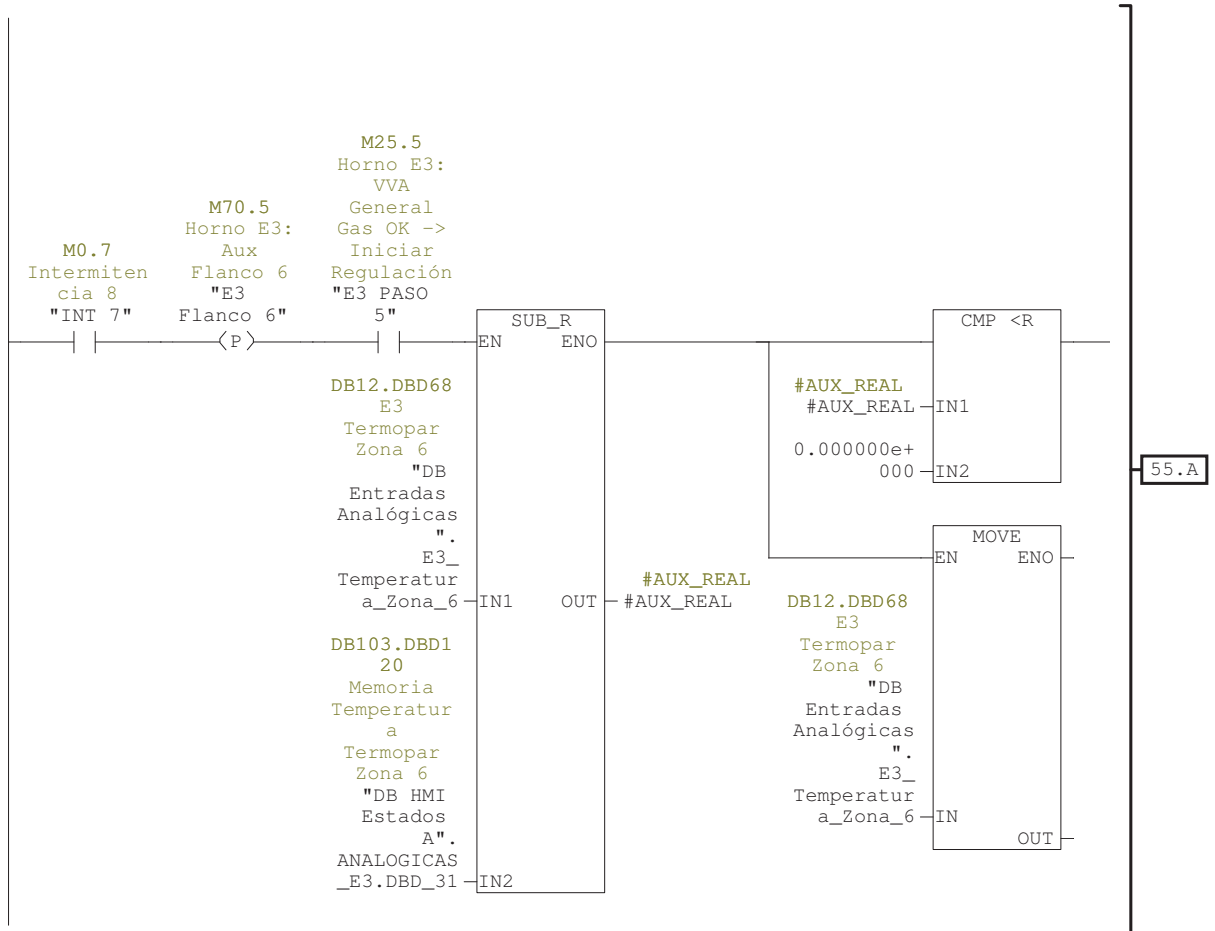 M25.5
Horno E3:
VVA
General
Gas OK ->
Iniciar
Regulación
"E3 PASO
5"
M70.5
Horno E3:
Aux
Flanco 6
"E3
Flanco 6"
M0.7
Intermiten
cia 8
"INT 7"
P
SUB_R
EN ENO
DB12.DBD68
E3
Termopar
Zona 6
"DB
Entradas
Analógicas
".
E3_
Temperatur
a_Zona_6
IN1 OUT
#AUX_REAL
#AUX_REAL
DB103.DBD1
20
Memoria
Temperatur
a
Termopar
Zona 6
"DB HMI
Estados
A".
ANALOGICAS
_E3.DBD_31
IN2
CMP <R
#AUX_REAL
#AUX_REAL
IN1
0.000000e+
000
IN2
MOVE
EN ENO
DB12.DBD68
E3
Termopar
Zona 6
"DB
Entradas
Analógicas
".
E3_
Temperatur
a_Zona_6
IN
OUT
55.A